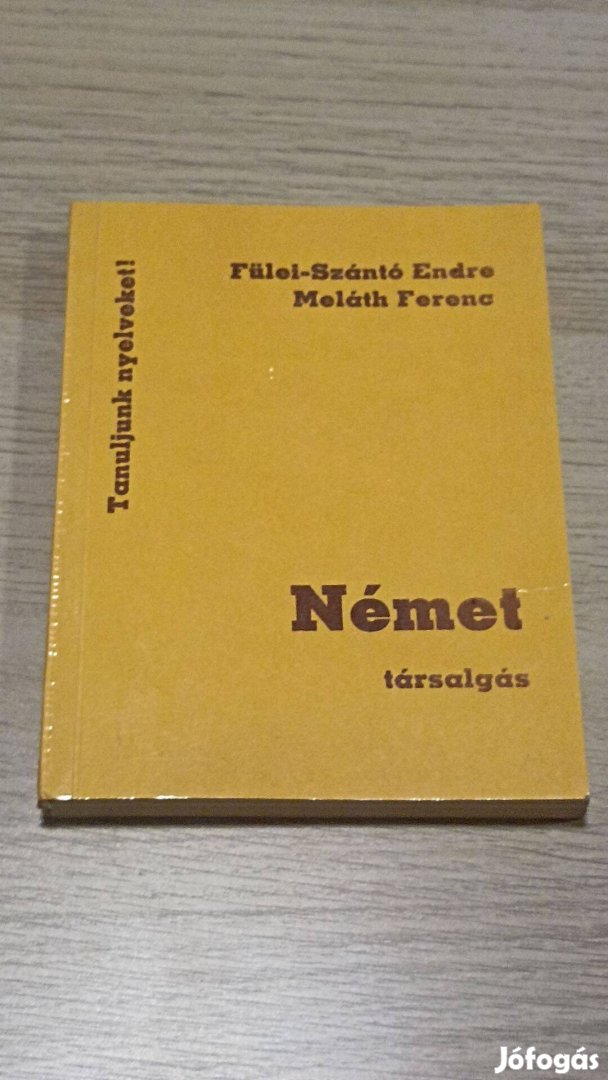 Fülei-Szántó Endre
Meláth Ferenc
Tanuljunk nyelveket!
Német
társalgás
Jófogás